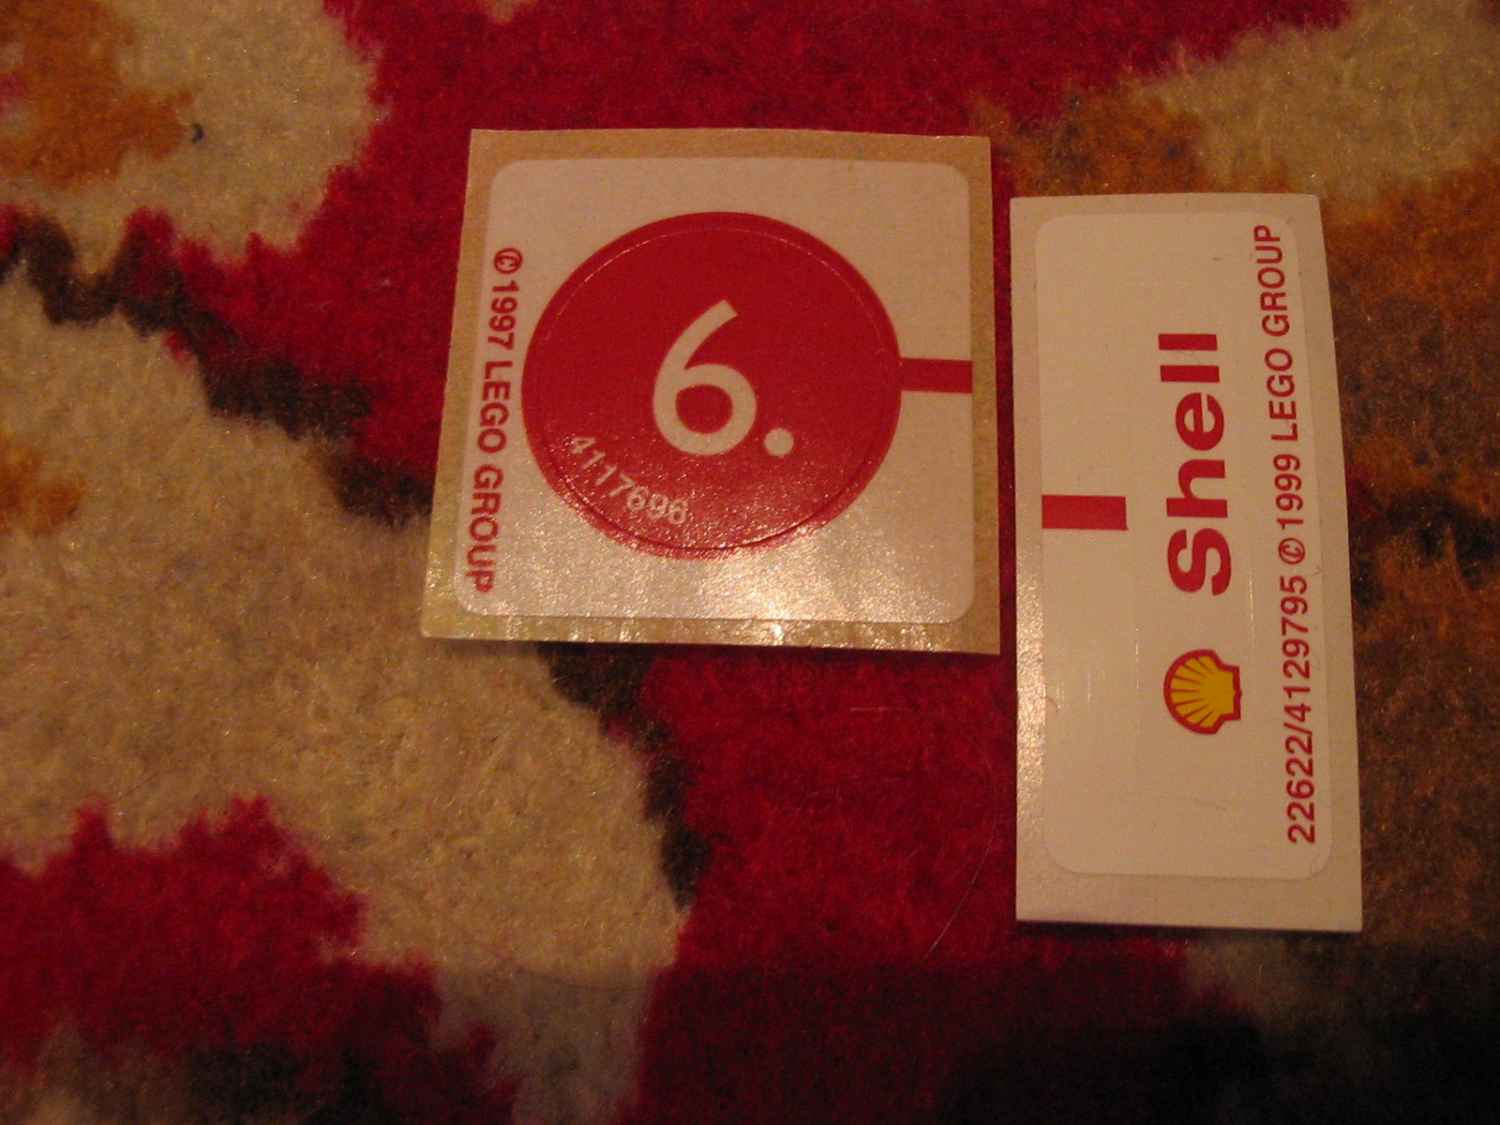 © 1997 LEGO GROUP
6.
4117696
Shell
22622/4129795 © 1999 LEGO GROUP